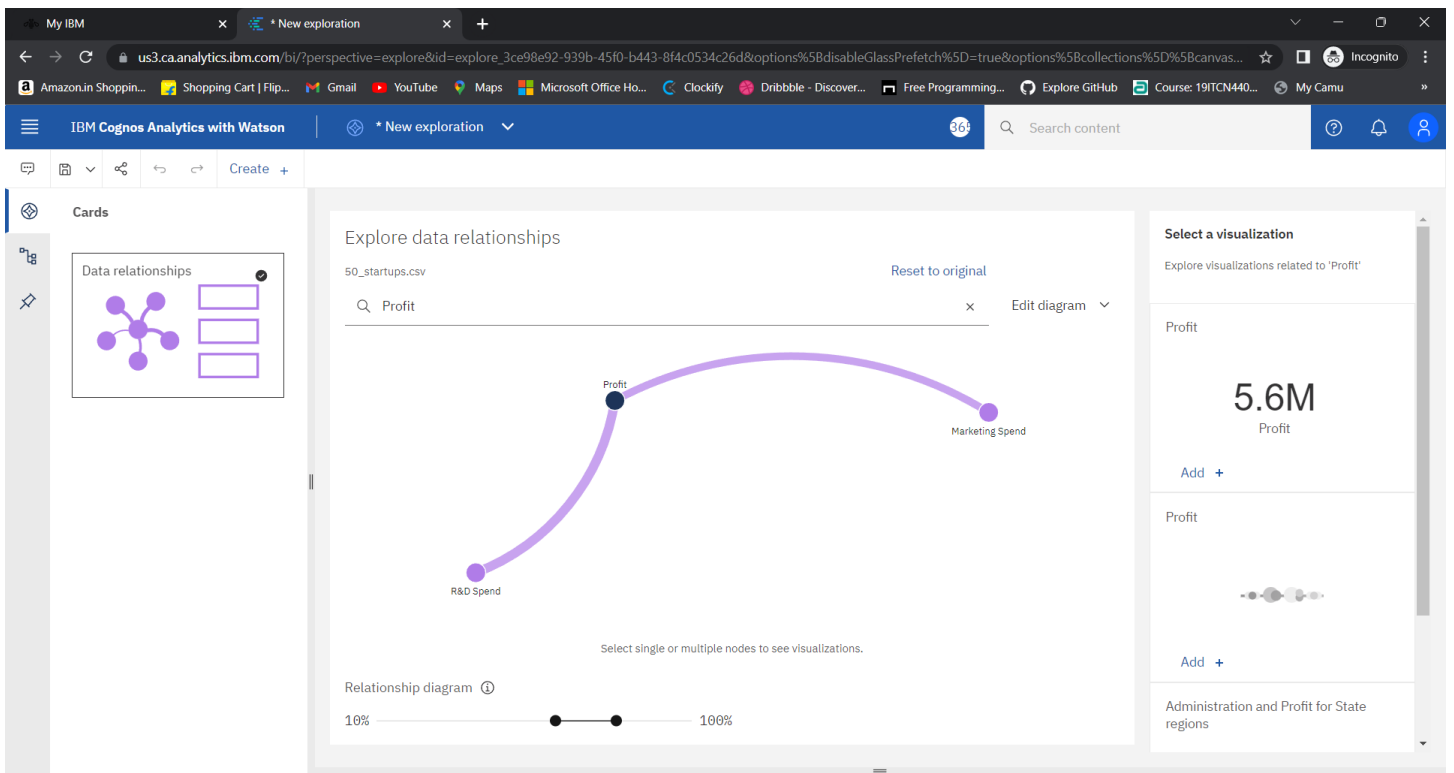 My IBM
* New exploration
us3.ca.analytics.ibm.com/bi/?perspective=explore&id=explore_3ce98e92-939b-45f0-b443-8f4c0534c26d&options%5BdisableGlassPrefetch%5D=true&options%5Bcollections%5D%5Bcanvas...
Incognito
Amazon.in Shoppin...
Shopping Cart | Flip...
Gmail
YouTube
Maps
Microsoft Office Ho...
Clockify
Dribbble - Discover...
Free Programming...
Explore GitHub
Course: 19ITCN440...
My Camu
»
IBM Cognos Analytics with Watson
* New exploration
365
Search content
Create +
Cards
Data relationships
Explore data relationships
50_startups.csv
Reset to original
Profit
Edit diagram
Profit
Marketing Spend
R&D Spend
Select single or multiple nodes to see visualizations.
Relationship diagram
10%
100%
Select a visualization
Explore visualizations related to 'Profit'
Profit
5.6M
Profit
Add +
Profit
Add +
Administration and Profit for State
regions